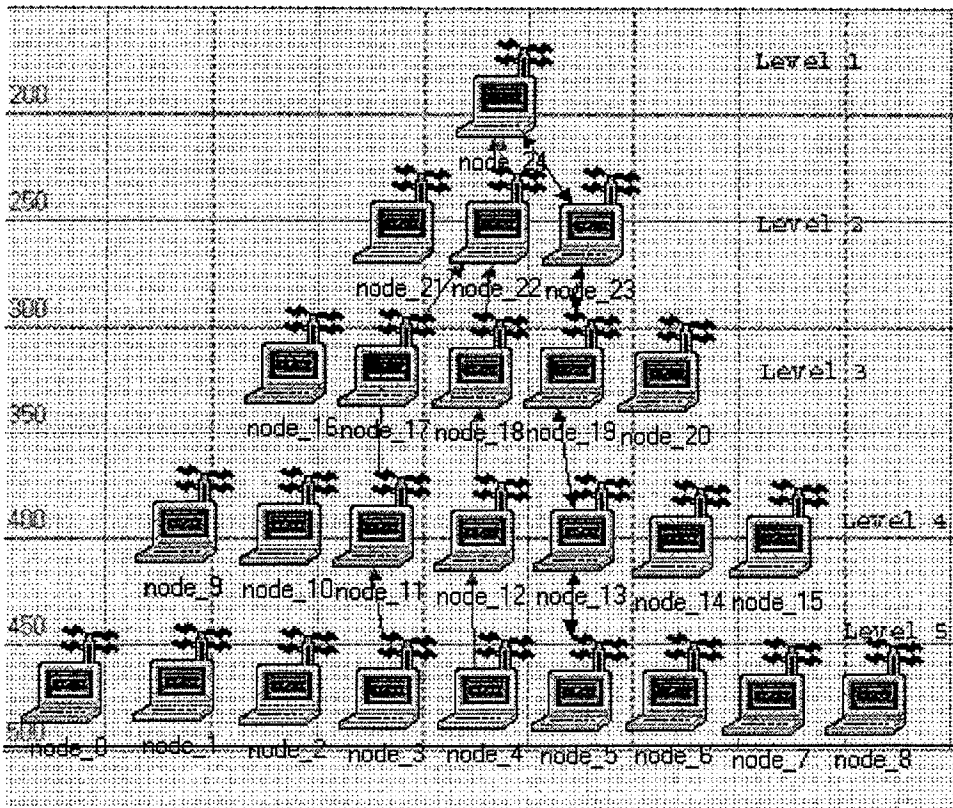 Level 1
200
node_24
250
Level 2
node_21 node_22 node_23
300
Level 3
node_16 node_17 node_18 node_19 node_20
350
400
Level 4
node_9 node_10 node_11 node_12 node_13 node_14 node_15
450
Level 5
500
node_0 node_1 node_2 node_3 node_4 node_5 node_6 node_7 node_8